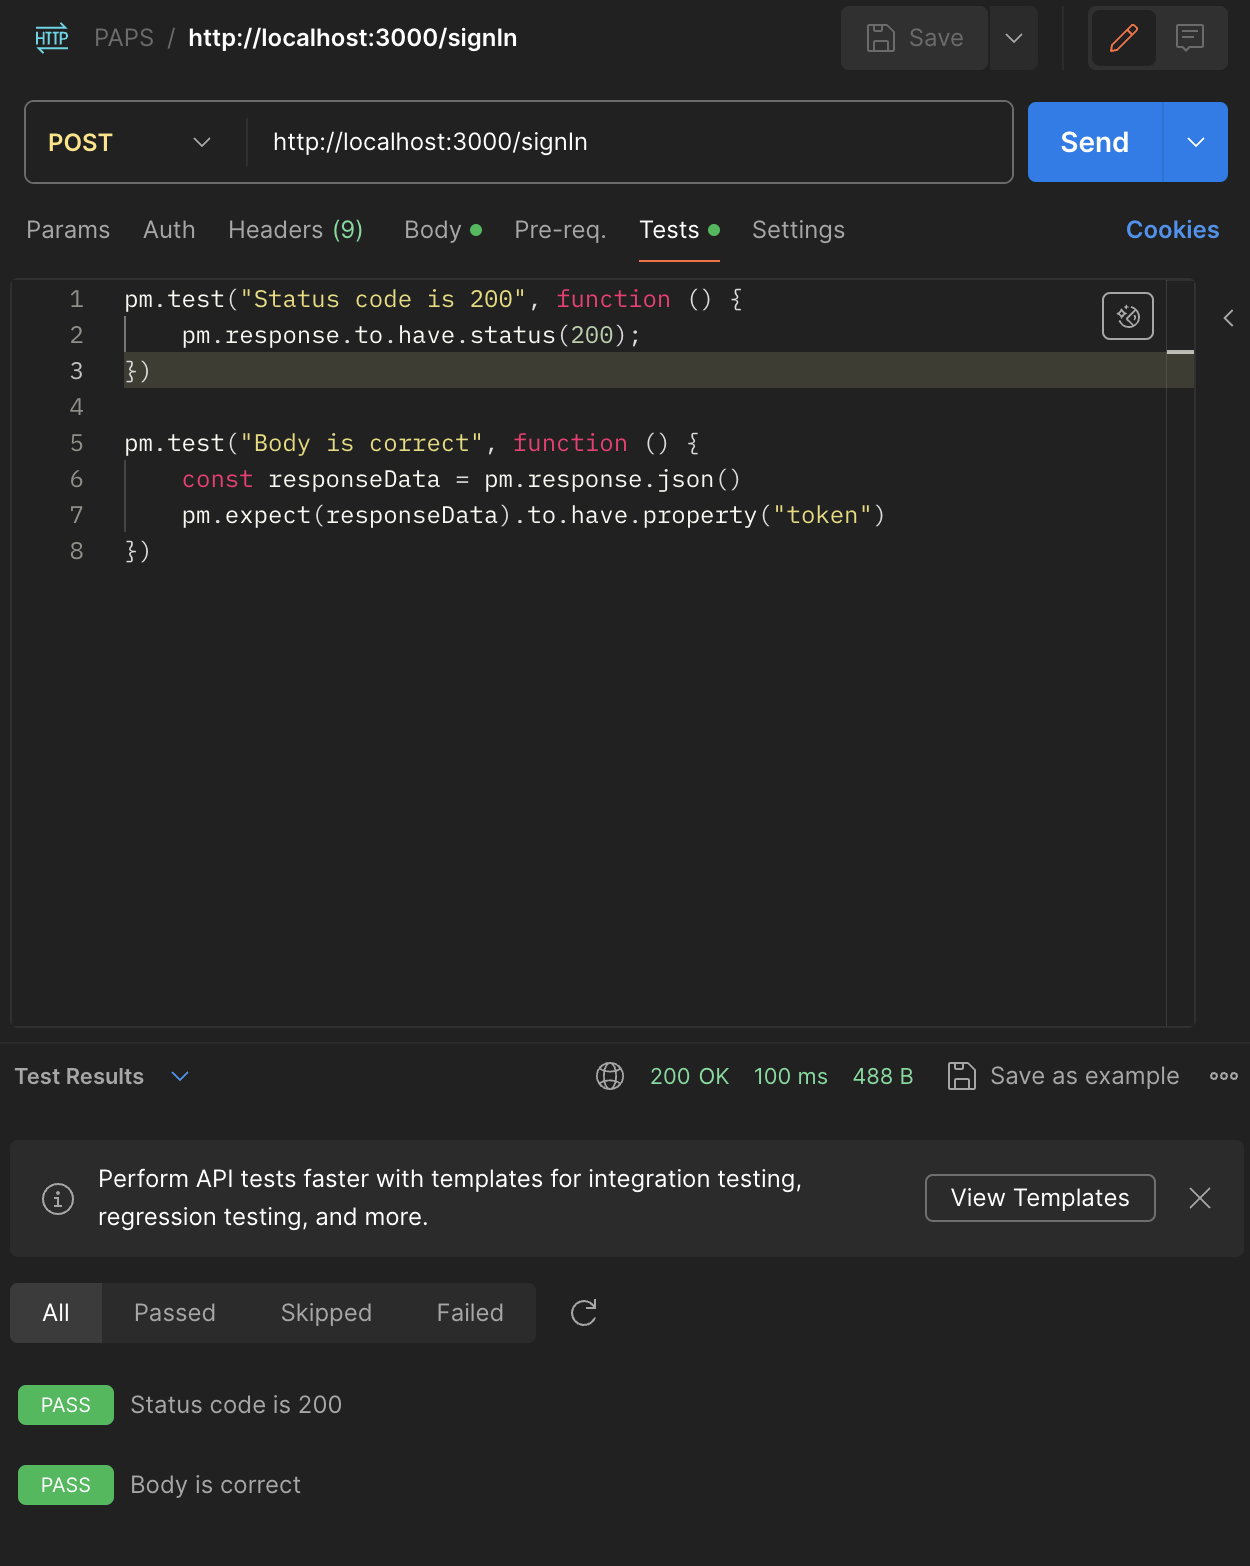 HTTP PAPS / http://localhost:3000/signIn Save
POST http://localhost:3000/signIn Send
Params Auth Headers (9) Body Pre-req. Tests Settings Cookies
1 pm.test("Status code is 200", function () {
2 pm.response.to.have.status(200);
3 })
4
5 pm.test("Body is correct", function () {
6 const responseData = pm.response.json()
7 pm.expect(responseData).to.have.property("token")
8 })
Test Results 200 OK 100 ms 488 B Save as example
Perform API tests faster with templates for integration testing,
regression testing, and more.
View Templates
All Passed Skipped Failed
PASS Status code is 200
PASS Body is correct